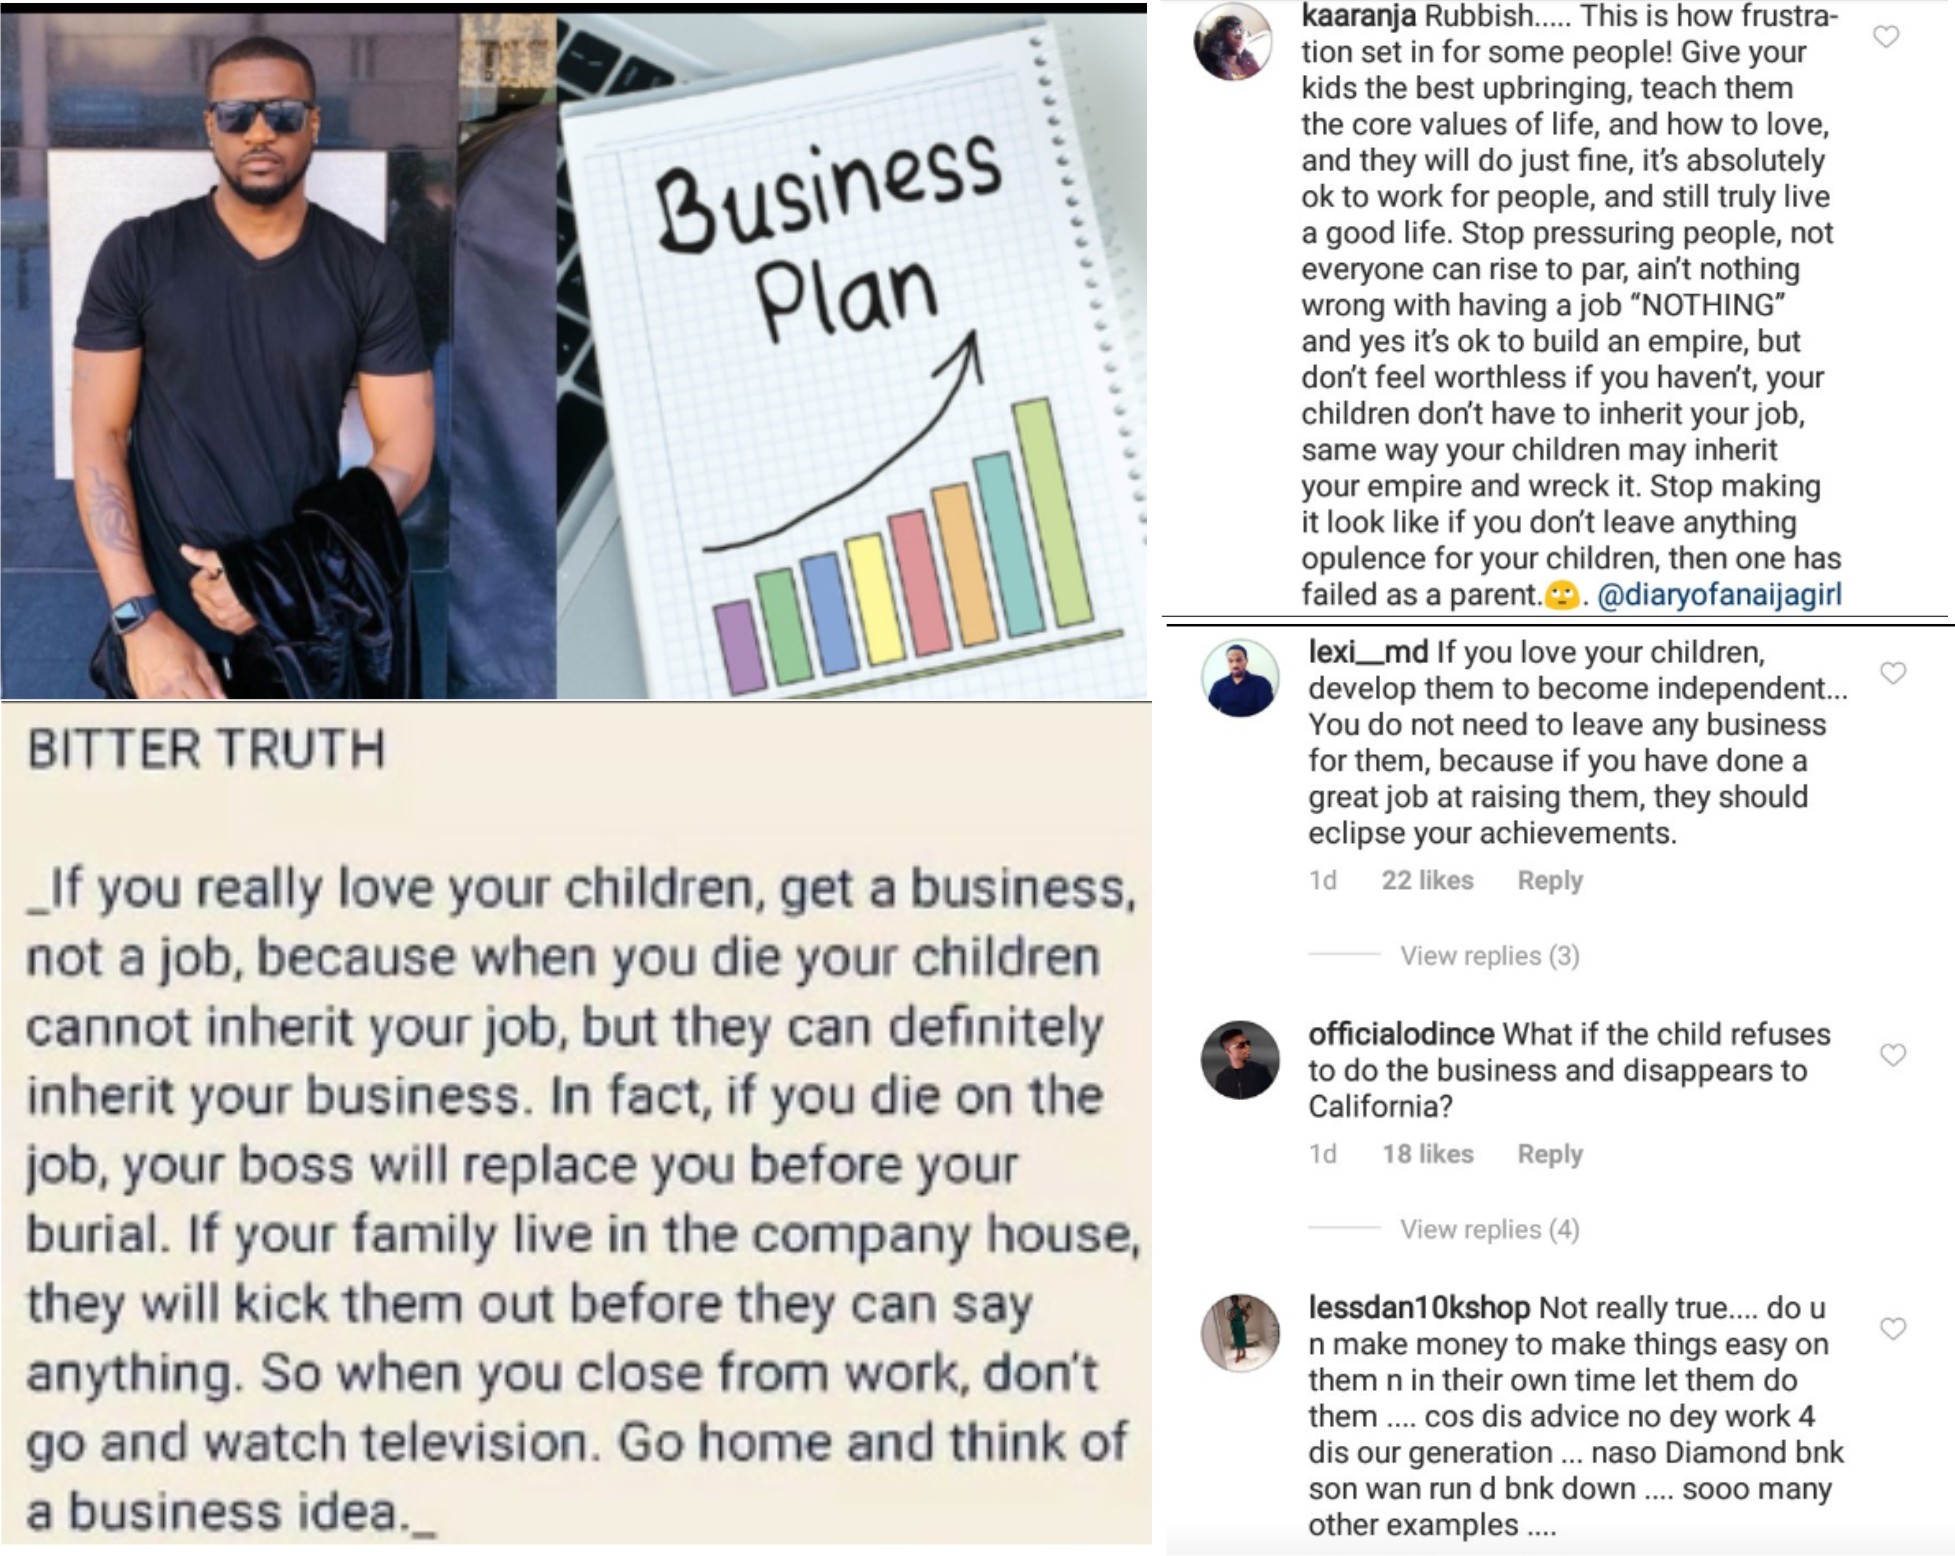 Business
Plan
BITTER TRUTH
_If you really love your children, get a business,
not a job, because when you die your children
cannot inherit your job, but they can definitely
inherit your business. In fact, if you die on the
job, your boss will replace you before your
burial. If your family live in the company house,
they will kick them out before they can say
anything. So when you close from work, don't
go and watch television. Go home and think of
a business idea._
kaaranja Rubbish..... This is how frustra-
tion set in for some people! Give your
kids the best upbringing, teach them
the core values of life, and how to love,
and they will do just fine, it's absolutely
ok to work for people, and still truly live
a good life. Stop pressuring people, not
everyone can rise to par, ain't nothing
wrong with having a job “NOTHING”
and yes it's ok to build an empire, but
don't feel worthless if you haven't, your
children don't have to inherit your job,
same way your children may inherit
your empire and wreck it. Stop making
it look like if you don't leave anything
opulence for your children, then one has
failed as a parent.🙄. @diaryofanaijagirl
lexi__md If you love your children,
develop them to become independent...
You do not need to leave any business
for them, because if you have done a
great job at raising them, they should
eclipse your achievements.
1d 22 likes Reply
View replies (3)
officialodince What if the child refuses
to do the business and disappears to
California?
1d 18 likes Reply
View replies (4)
lessdan10kshop Not really true.... do u
n make money to make things easy on
them n in their own time let them do
them .... cos dis advice no dey work 4
dis our generation ... naso Diamond bnk
son wan run d bnk down .... sooo many
other examples ....